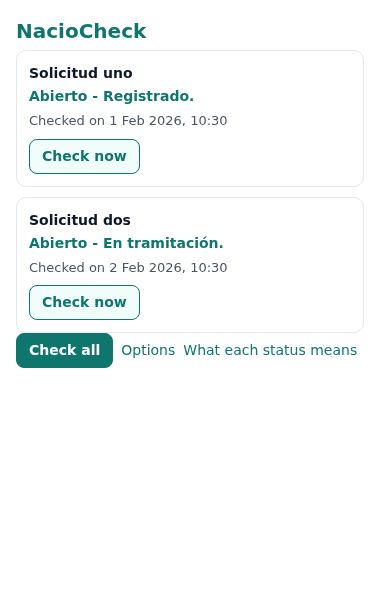 NacioCheck
Solicitud uno
Abierto - Registrado.
Checked on 1 Feb 2026, 10:30
Check now
Solicitud dos
Abierto - En tramitación.
Checked on 2 Feb 2026, 10:30
Check now
Check all Options What each status means